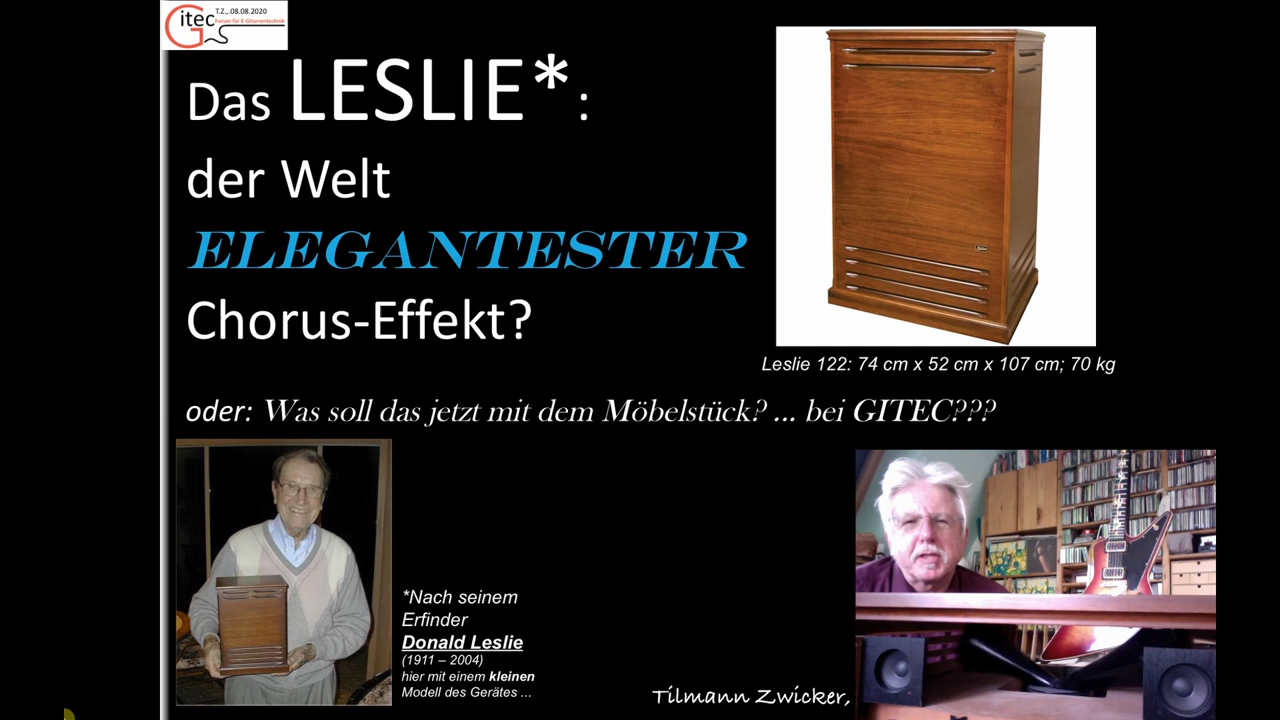 Gitec T.Z.,.08.08.2020
Forum für E-Gitarrentechnik
Das LESLIE*:
der Welt
ELEGANTESTER
Chorus-Effekt?
Leslie 122: 74 cm x 52 cm x 107 cm; 70 kg
oder: Was soll das jetzt mit dem Möbelstück? ... bei GITEC???
*Nach seinem
Erfinder
Donald Leslie
(1911 – 2004)
hier mit einem kleinen
Modell des Gerätes ...
Tilmann Zwicker,